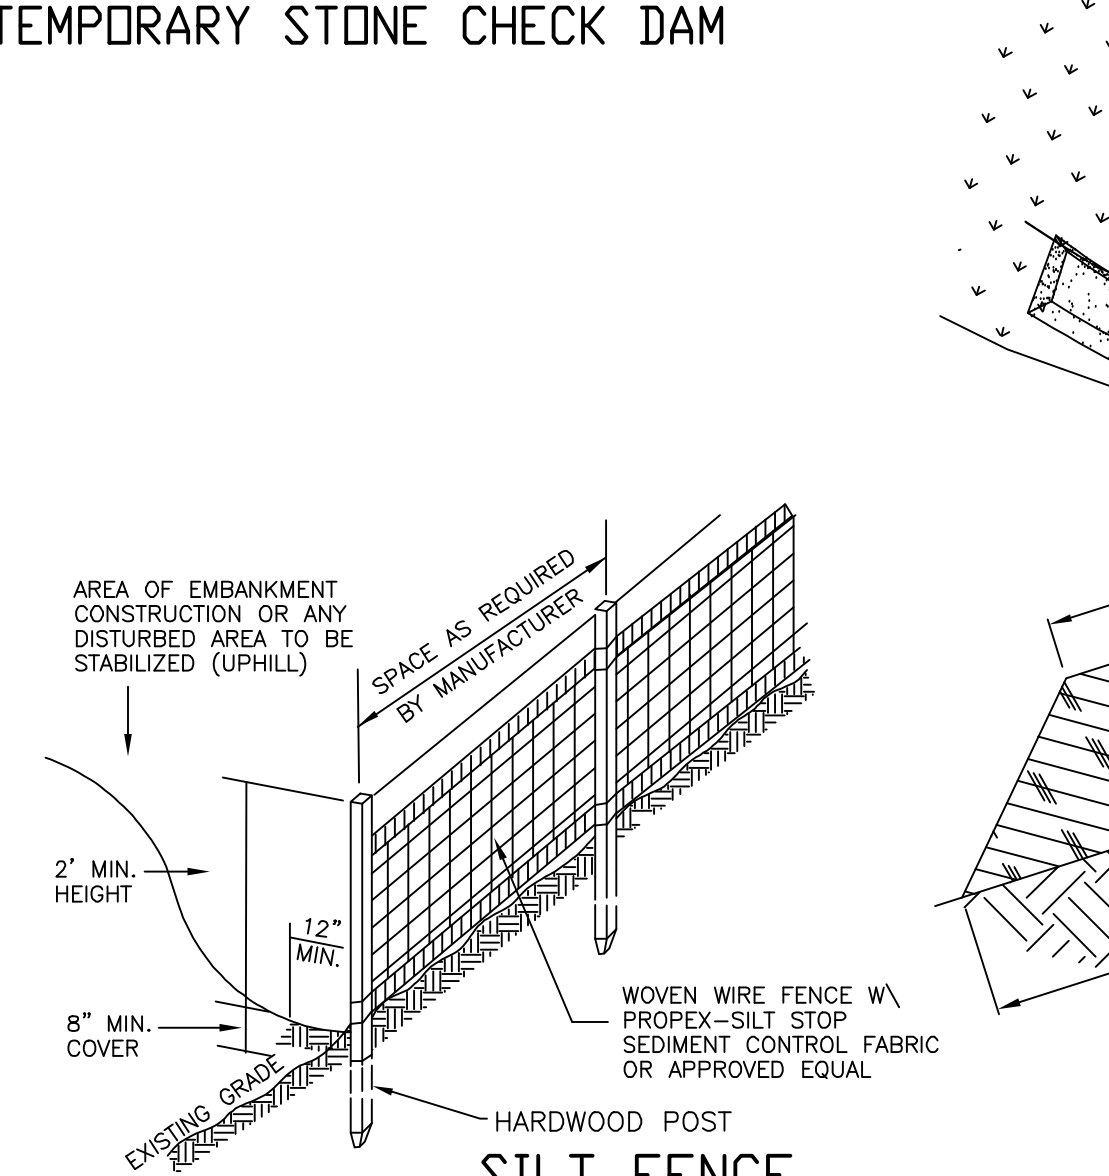 TEMPORARY STONE CHECK DAM
AREA OF EMBANKMENT
CONSTRUCTION OR ANY
DISTURBED AREA TO BE
STABILIZED (UPHILL)
SPACE AS REQUIRED
BY MANUFACTURER
2' MIN.
HEIGHT
12"
MIN.
8" MIN.
COVER
EXISTING GRADE
WOVEN WIRE FENCE W\
PROPEX-SILT STOP
SEDIMENT CONTROL FABRIC
OR APPROVED EQUAL
HARDWOOD POST
SILT FENCE